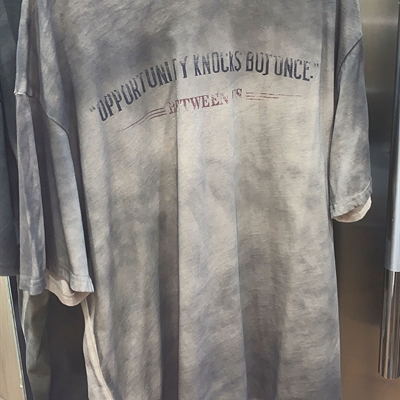 "OPPORTUNITY KNOCKS BUT ONCE."
BETWEEN US